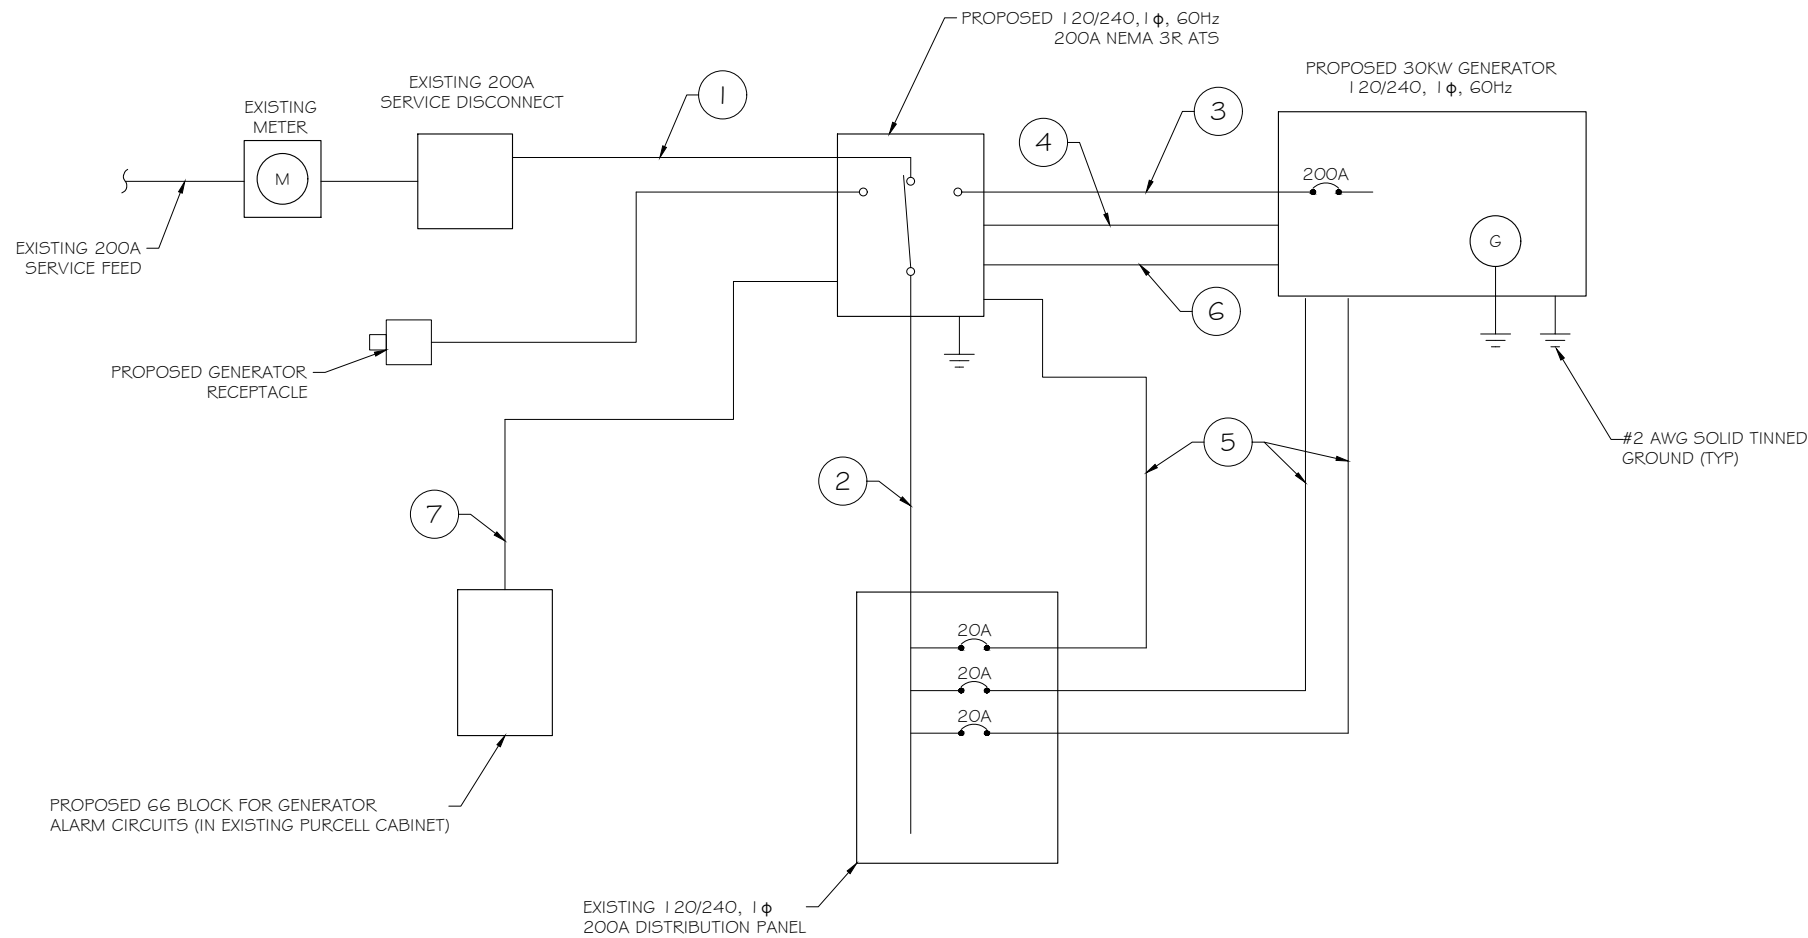 PROPOSED 120/240,1ϕ, 60Hz
200A NEMA 3R ATS
PROPOSED 30KW GENERATOR
120/240, 1ϕ, 60Hz
EXISTING 200A
SERVICE DISCONNECT
EXISTING
METER
1
3
4
M
200A
G
EXISTING 200A
SERVICE FEED
6
PROPOSED GENERATOR
RECEPTACLE
5
#2 AWG SOLID TINNED
GROUND (TYP)
2
7
20A
20A
20A
PROPOSED 66 BLOCK FOR GENERATOR
ALARM CIRCUITS (IN EXISTING PURCELL CABINET)
EXISTING 120/240, 1ϕ
200A DISTRIBUTION PANEL